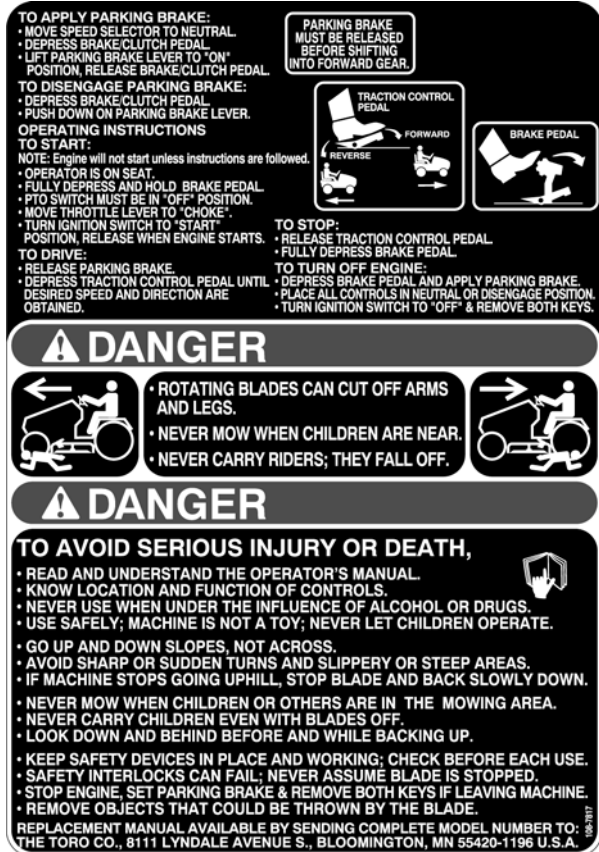 TO APPLY PARKING BRAKE:
• MOVE SPEED SELECTOR TO NEUTRAL.
• DEPRESS BRAKE/CLUTCH PEDAL.
• LIFT PARKING BRAKE LEVER TO "ON"
POSITION, RELEASE BRAKE/CLUTCH PEDAL.
TO DISENGAGE PARKING BRAKE:
• DEPRESS BRAKE/CLUTCH PEDAL.
• PUSH DOWN ON PARKING BRAKE LEVER.
PARKING BRAKE
MUST BE RELEASED
BEFORE SHIFTING
INTO FORWARD GEAR.
TRACTION CONTROL
PEDAL
FORWARD
REVERSE
BRAKE PEDAL
OPERATING INSTRUCTIONS
TO START:
NOTE: Engine will not start unless instructions are followed.
• OPERATOR IS ON SEAT.
• FULLY DEPRESS AND HOLD BRAKE PEDAL.
• PTO SWITCH MUST BE IN "OFF" POSITION.
• MOVE THROTTLE LEVER TO "CHOKE".
• TURN IGNITION SWITCH TO "START"
POSITION, RELEASE WHEN ENGINE STARTS.
TO DRIVE:
• RELEASE PARKING BRAKE.
• DEPRESS TRACTION CONTROL PEDAL UNTIL
DESIRED SPEED AND DIRECTION ARE
OBTAINED.
TO STOP:
• RELEASE TRACTION CONTROL PEDAL.
• FULLY DEPRESS BRAKE PEDAL.
TO TURN OFF ENGINE:
• DEPRESS BRAKE PEDAL AND APPLY PARKING BRAKE.
• PLACE ALL CONTROLS IN NEUTRAL OR DISENGAGE POSITION.
• TURN IGNITION SWITCH TO "OFF" & REMOVE BOTH KEYS.
DANGER
• ROTATING BLADES CAN CUT OFF ARMS
AND LEGS.
• NEVER MOW WHEN CHILDREN ARE NEAR.
• NEVER CARRY RIDERS; THEY FALL OFF.
DANGER
TO AVOID SERIOUS INJURY OR DEATH,
• READ AND UNDERSTAND THE OPERATOR'S MANUAL.
• KNOW LOCATION AND FUNCTION OF CONTROLS.
• NEVER USE WHEN UNDER THE INFLUENCE OF ALCOHOL OR DRUGS.
• USE SAFELY; MACHINE IS NOT A TOY; NEVER LET CHILDREN OPERATE.
• GO UP AND DOWN SLOPES, NOT ACROSS.
• AVOID SHARP OR SUDDEN TURNS AND SLIPPERY OR STEEP AREAS.
• IF MACHINE STOPS GOING UPHILL, STOP BLADE AND BACK SLOWLY DOWN.
• NEVER MOW WHEN CHILDREN OR OTHERS ARE IN THE MOWING AREA.
• NEVER CARRY CHILDREN EVEN WITH BLADES OFF.
• LOOK DOWN AND BEHIND BEFORE AND WHILE BACKING UP.
• KEEP SAFETY DEVICES IN PLACE AND WORKING; CHECK BEFORE EACH USE.
• SAFETY INTERLOCKS CAN FAIL; NEVER ASSUME BLADE IS STOPPED.
• STOP ENGINE, SET PARKING BRAKE & REMOVE BOTH KEYS IF LEAVING MACHINE.
• REMOVE OBJECTS THAT COULD BE THROWN BY THE BLADE.
REPLACEMENT MANUAL AVAILABLE BY SENDING COMPLETE MODEL NUMBER TO:
THE TORO CO., 8111 LYNDALE AVENUE S., BLOOMINGTON, MN 55420-1196 U.S.A.
108-7817